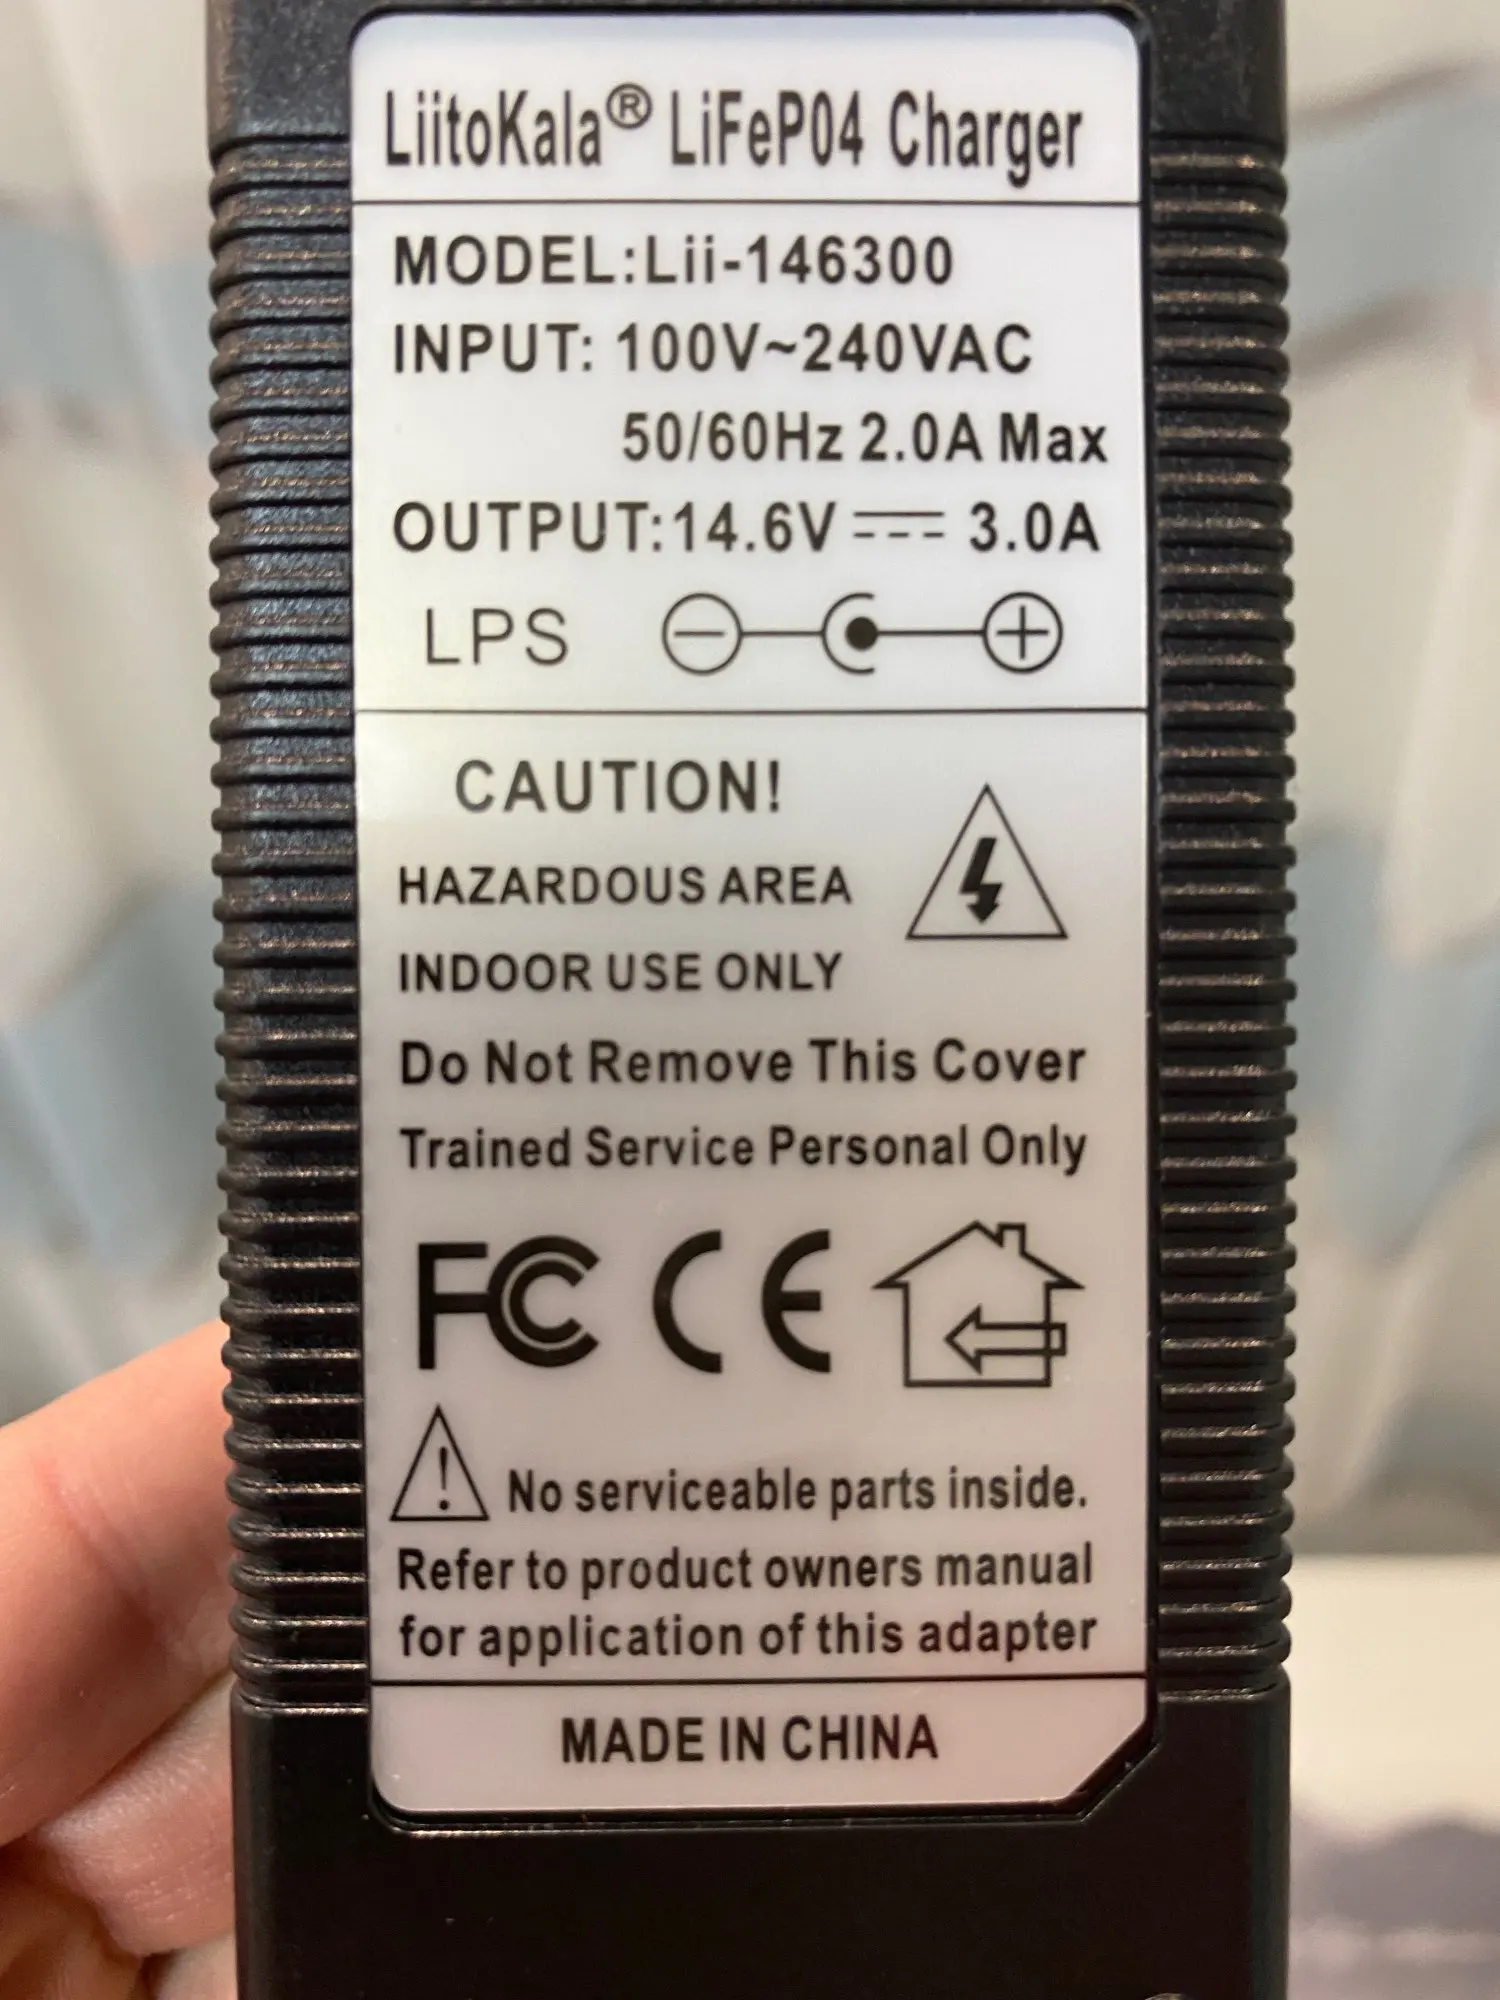 LiitoKala® LiFePO4 Charger
MODEL:Lii-146300
INPUT: 100V~240VAC
50/60Hz 2.0A Max
OUTPUT:14.6V⎓3.0A
LPS
CAUTION!
HAZARDOUS AREA
INDOOR USE ONLY
Do Not Remove This Cover
Trained Service Personal Only
FC CE
No serviceable parts inside.
Refer to product owners manual
for application of this adapter
MADE IN CHINA